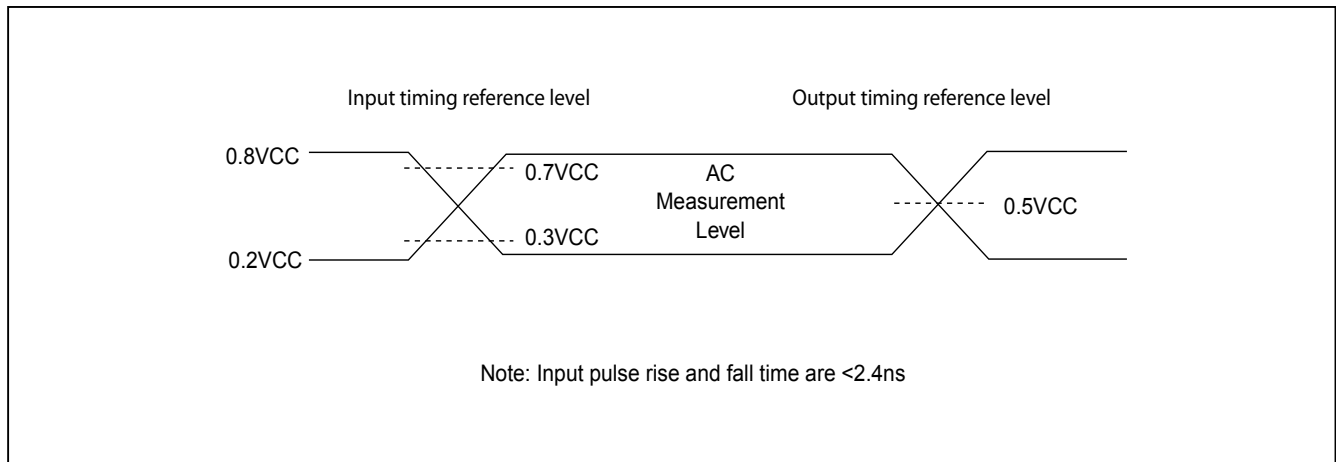 Input timing reference level
Output timing reference level
0.8VCC
0.7VCC
AC
Measurement
Level
0.5VCC
0.3VCC
0.2VCC
Note: Input pulse rise and fall time are <2.4ns